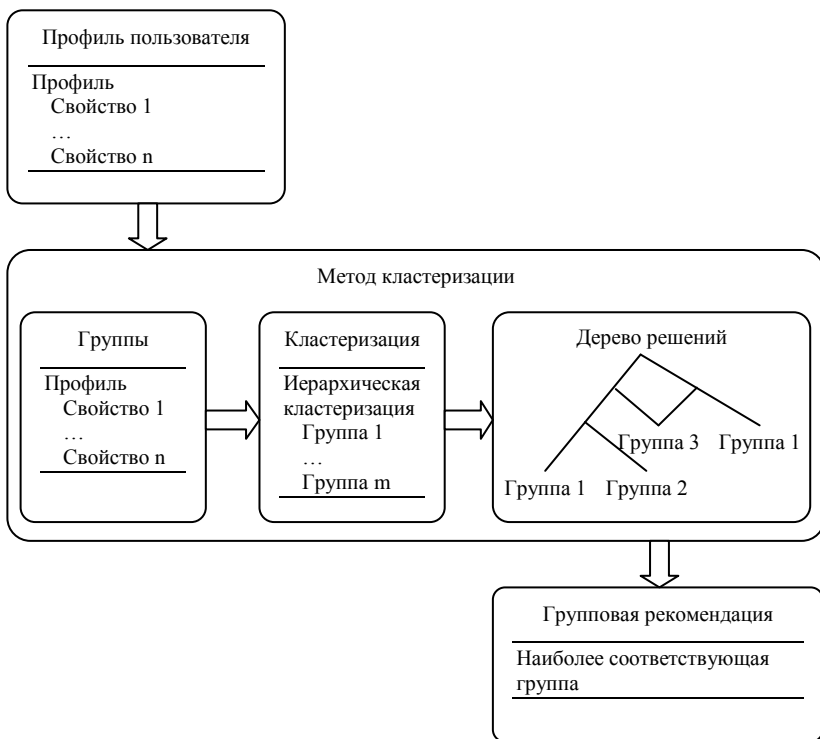 Профиль пользователя
Профиль
Свойство 1
…
Свойство n
Метод кластеризации
Группы
Профиль
Свойство 1
…
Свойство n
Кластеризация
Иерархическая
кластеризация
Группа 1
…
Группа m
Дерево решений
Группа 3 Группа 1
Группа 1 Группа 2
Групповая рекомендация
Наиболее соответствующая
группа